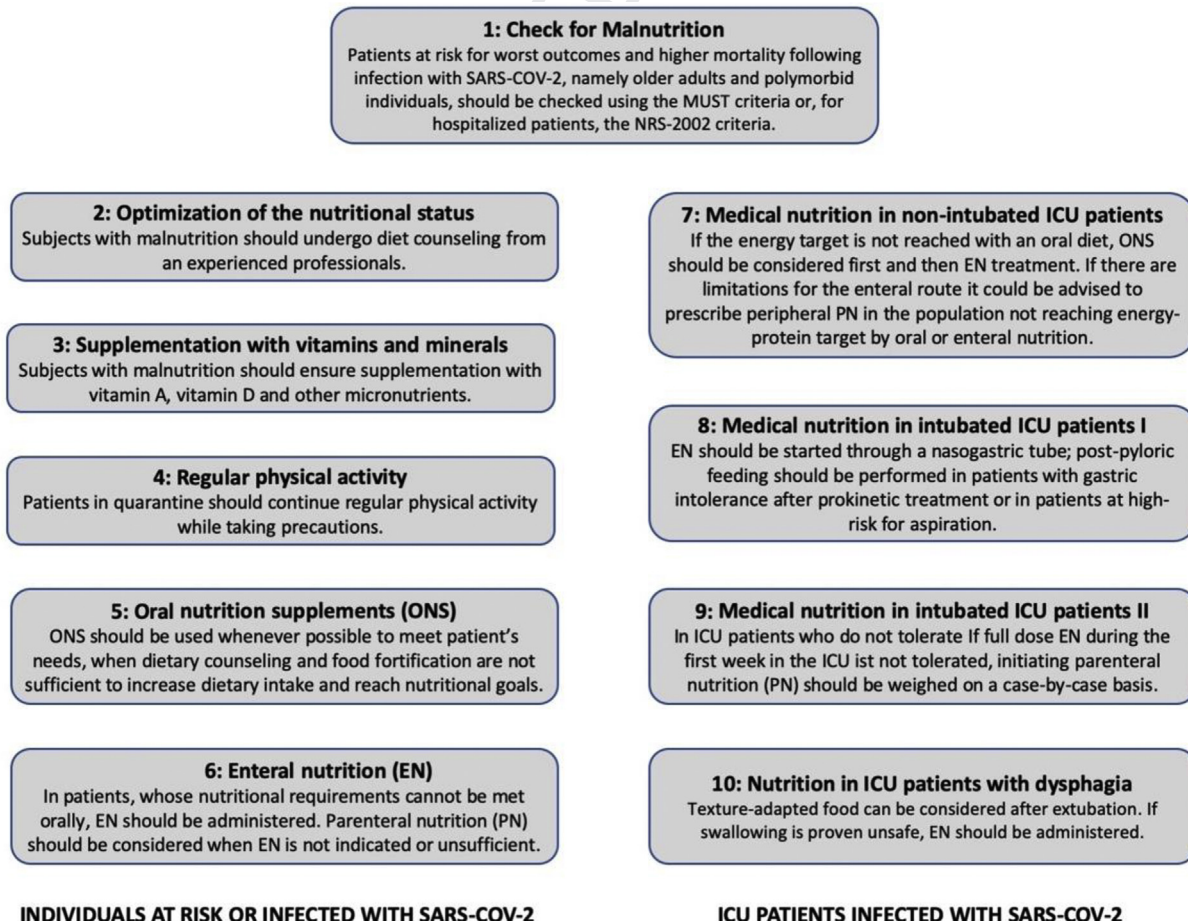 1: Check for Malnutrition
Patients at risk for worst outcomes and higher mortality following
infection with SARS-COV-2, namely older adults and polymorbid
individuals, should be checked using the MUST criteria or, for
hospitalized patients, the NRS-2002 criteria.
2: Optimization of the nutritional status
Subjects with malnutrition should undergo diet counseling from
an experienced professionals.
3: Supplementation with vitamins and minerals
Subjects with malnutrition should ensure supplementation with
vitamin A, vitamin D and other micronutrients.
4: Regular physical activity
Patients in quarantine should continue regular physical activity
while taking precautions.
5: Oral nutrition supplements (ONS)
ONS should be used whenever possible to meet patient's
needs, when dietary counseling and food fortification are not
sufficient to increase dietary intake and reach nutritional goals.
6: Enteral nutrition (EN)
In patients, whose nutritional requirements cannot be met
orally, EN should be administered. Parenteral nutrition (PN)
should be considered when EN is not indicated or unsufficient.
INDIVIDUALS AT RISK OR INFECTED WITH SARS-COV-2
7: Medical nutrition in non-intubated ICU patients
If the energy target is not reached with an oral diet, ONS
should be considered first and then EN treatment. If there are
limitations for the enteral route it could be advised to
prescribe peripheral PN in the population not reaching energy-
protein target by oral or enteral nutrition.
8: Medical nutrition in intubated ICU patients I
EN should be started through a nasogastric tube; post-pyloric
feeding should be performed in patients with gastric
intolerance after prokinetic treatment or in patients at high-
risk for aspiration.
9: Medical nutrition in intubated ICU patients II
In ICU patients who do not tolerate If full dose EN during the
first week in the ICU ist not tolerated, initiating parenteral
nutrition (PN) should be weighed on a case-by-case basis.
10: Nutrition in ICU patients with dysphagia
Texture-adapted food can be considered after extubation. If
swallowing is proven unsafe, EN should be administered.
ICU PATIENTS INFECTED WITH SARS-COV-2